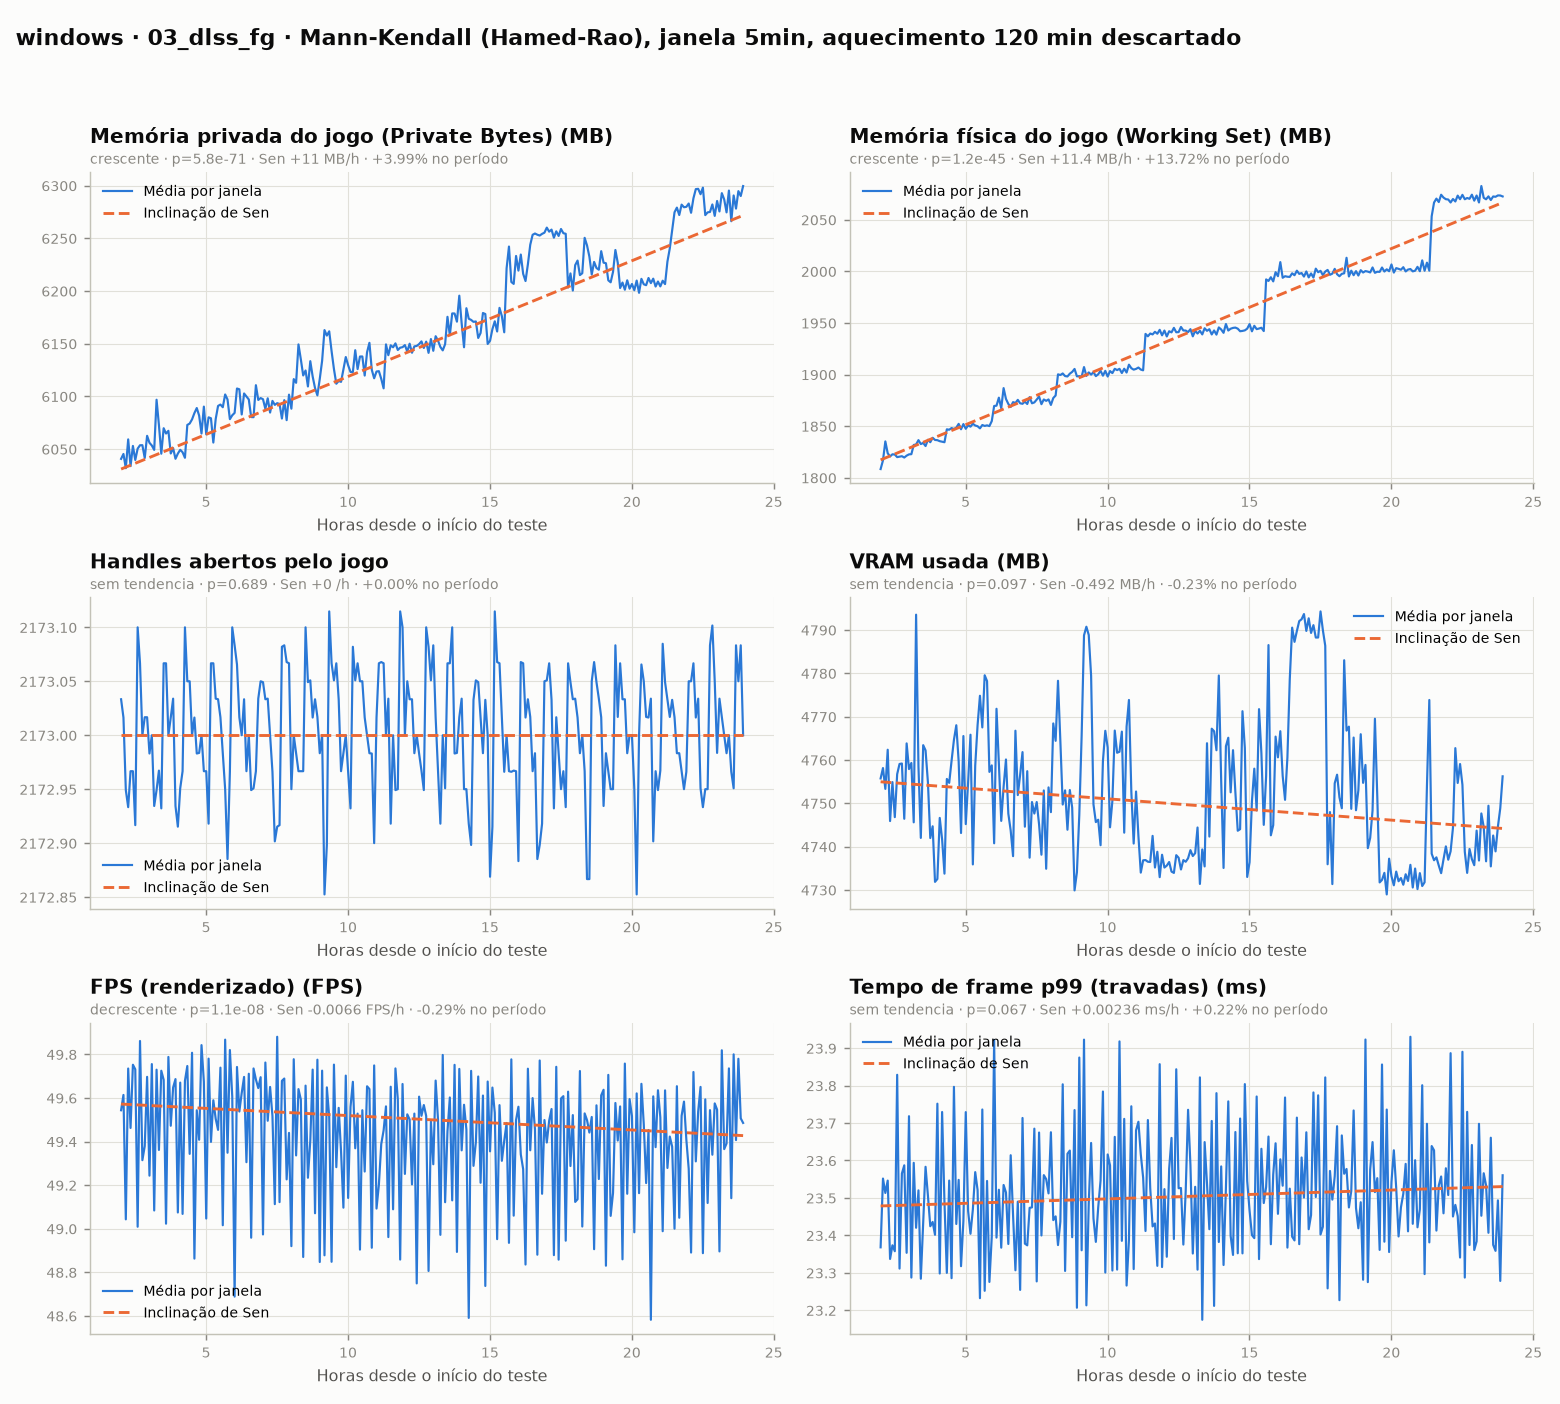 windows · 03_dlss_fg · Mann-Kendall (Hamed-Rao), janela 5min, aquecimento 120 min descartado
Memória privada do jogo (Private Bytes) (MB)
crescente · p=5.8e-71 · Sen +11 MB/h · +3.99% no período
Média por janela
Inclinação de Sen
6300
6250
6200
6150
6100
6050
5
10
15
20
25
Horas desde o início do teste
Memória física do jogo (Working Set) (MB)
crescente · p=1.2e-45 · Sen +11.4 MB/h · +13.72% no período
Média por janela
Inclinação de Sen
2050
2000
1950
1900
1850
1800
5
10
15
20
25
Horas desde o início do teste
Handles abertos pelo jogo
sem tendencia · p=0.689 · Sen +0 /h · +0.00% no período
2173.10
2173.05
2173.00
2172.95
2172.90
2172.85
Média por janela
Inclinação de Sen
5
10
15
20
25
Horas desde o início do teste
VRAM usada (MB)
sem tendencia · p=0.097 · Sen -0.492 MB/h · -0.23% no período
Média por janela
Inclinação de Sen
4790
4780
4770
4760
4750
4740
4730
5
10
15
20
25
Horas desde o início do teste
FPS (renderizado) (FPS)
decrescente · p=1.1e-08 · Sen -0.0066 FPS/h · -0.29% no período
49.8
49.6
49.4
49.2
49.0
48.8
48.6
Média por janela
Inclinação de Sen
5
10
15
20
25
Horas desde o início do teste
Tempo de frame p99 (travadas) (ms)
sem tendencia · p=0.067 · Sen +0.00236 ms/h · +0.22% no período
Média por janela
Inclinação de Sen
23.9
23.8
23.7
23.6
23.5
23.4
23.3
23.2
5
10
15
20
25
Horas desde o início do teste